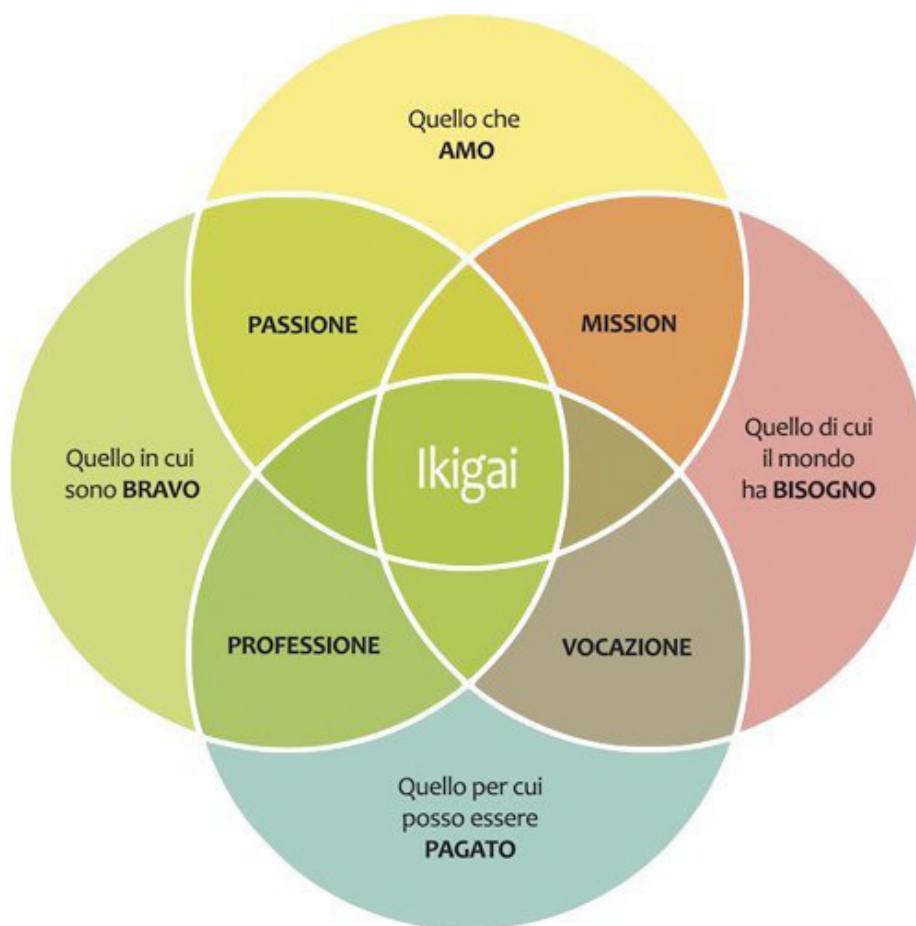 Quello che
AMO
PASSIONE
MISSION
Quello in cui
sono BRAVO
Ikigai
Quello di cui
il mondo
ha BISOGNO
PROFESSIONE
VOCAZIONE
Quello per cui
posso essere
PAGATO